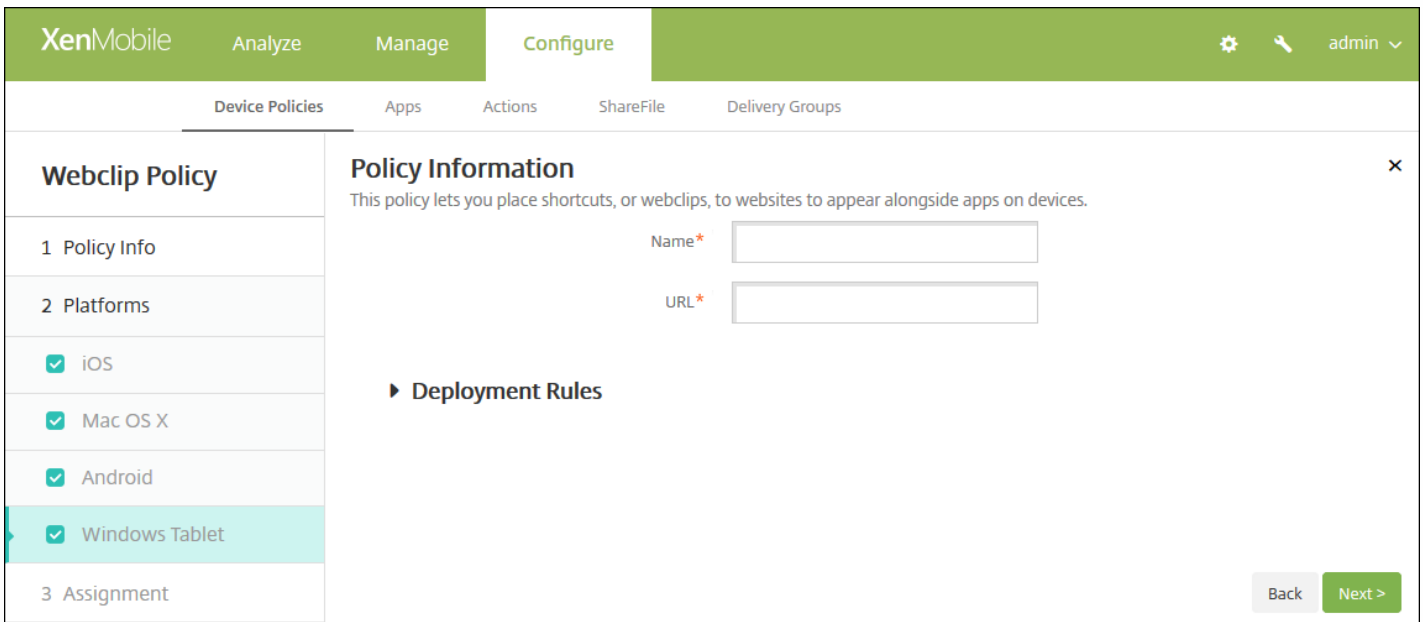 XenMobile Analyze Manage Configure admin
Device Policies Apps Actions ShareFile Delivery Groups
Webclip Policy
1 Policy Info
2 Platforms
iOS
Mac OS X
Android
Windows Tablet
3 Assignment
Policy Information
This policy lets you place shortcuts, or webclips, to websites to appear alongside apps on devices.
Name*
URL*
Deployment Rules
Back Next >